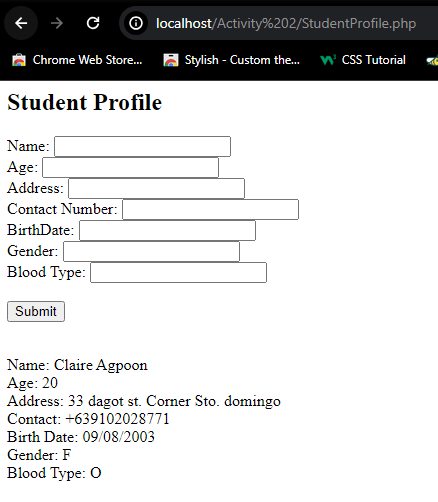 localhost/Activity%202/StudentProfile.php
Chrome Web Store... Stylish - Custom the... CSS Tutorial
Student Profile
Name:
Age:
Address:
Contact Number:
BirthDate:
Gender:
Blood Type:
Submit
Name: Claire Agpoon
Age: 20
Address: 33 dagot st. Corner Sto. domingo
Contact: +639102028771
Birth Date: 09/08/2003
Gender: F
Blood Type: O